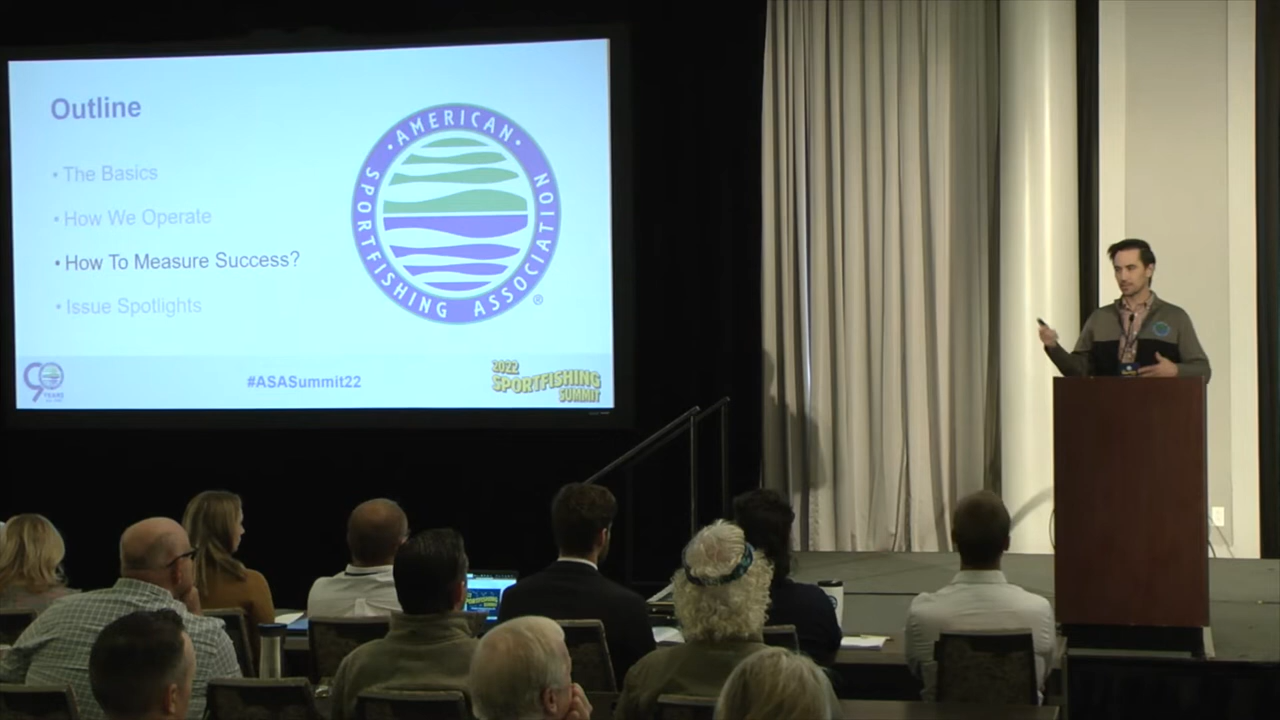 Outline
• The Basics
• How We Operate
• How To Measure Success?
• Issue Spotlights
• AMERICAN •
SPORTFISHING ASSOCIATION
®
90
YEARS
#ASASummit22
2022
SPORTFISHING
SUMMIT